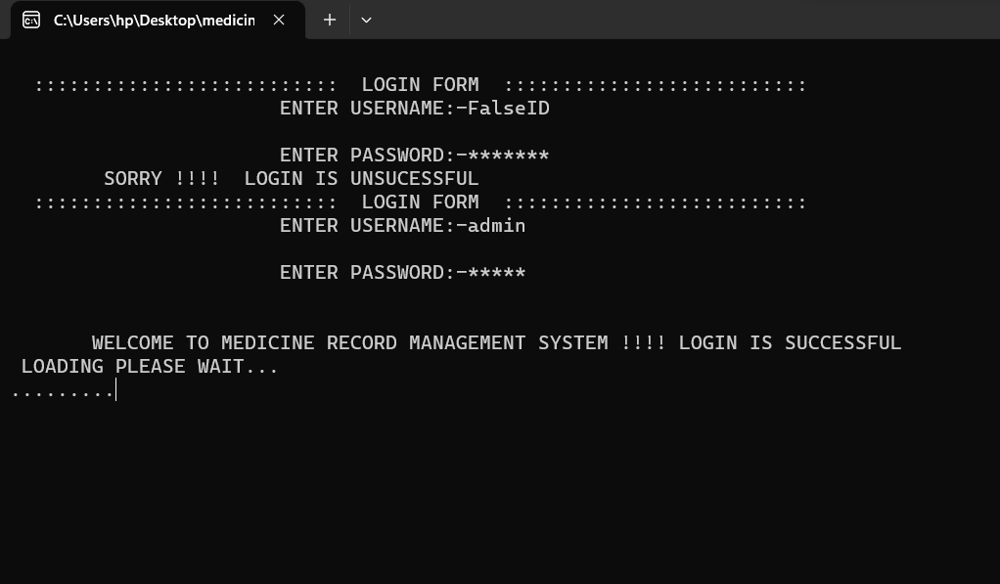 C:\Users\hp\Desktop\medicin
:::::::::::::::::::::::::: LOGIN FORM ::::::::::::::::::::::::::
ENTER USERNAME:-FalseID
ENTER PASSWORD:-*******
SORRY !!!! LOGIN IS UNSUCESSFUL
:::::::::::::::::::::::::: LOGIN FORM ::::::::::::::::::::::::::
ENTER USERNAME:-admin
ENTER PASSWORD:-*****
WELCOME TO MEDICINE RECORD MANAGEMENT SYSTEM !!!! LOGIN IS SUCCESSFUL
LOADING PLEASE WAIT...
.........